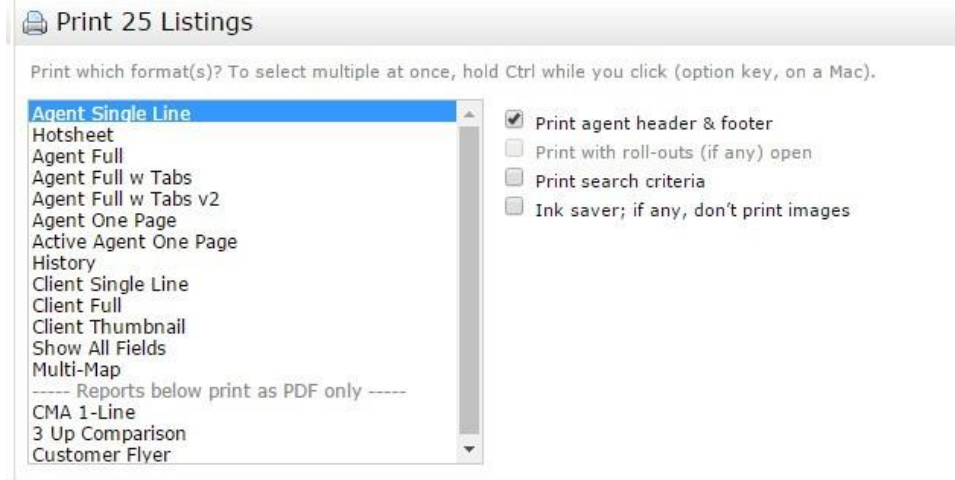 Print 25 Listings
Print which format(s)? To select multiple at once, hold Ctrl while you click (option key, on a Mac).
Agent Single Line
Hotsheet
Agent Full
Agent Full w Tabs
Agent Full w Tabs v2
Agent One Page
Active Agent One Page
History
Client Single Line
Client Full
Client Thumbnail
Show All Fields
Multi-Map
----- Reports below print as PDF only -----
CMA 1-Line
3 Up Comparison
Customer Flyer
Print agent header & footer
Print with roll-outs (if any) open
Print search criteria
Ink saver; if any, don't print images